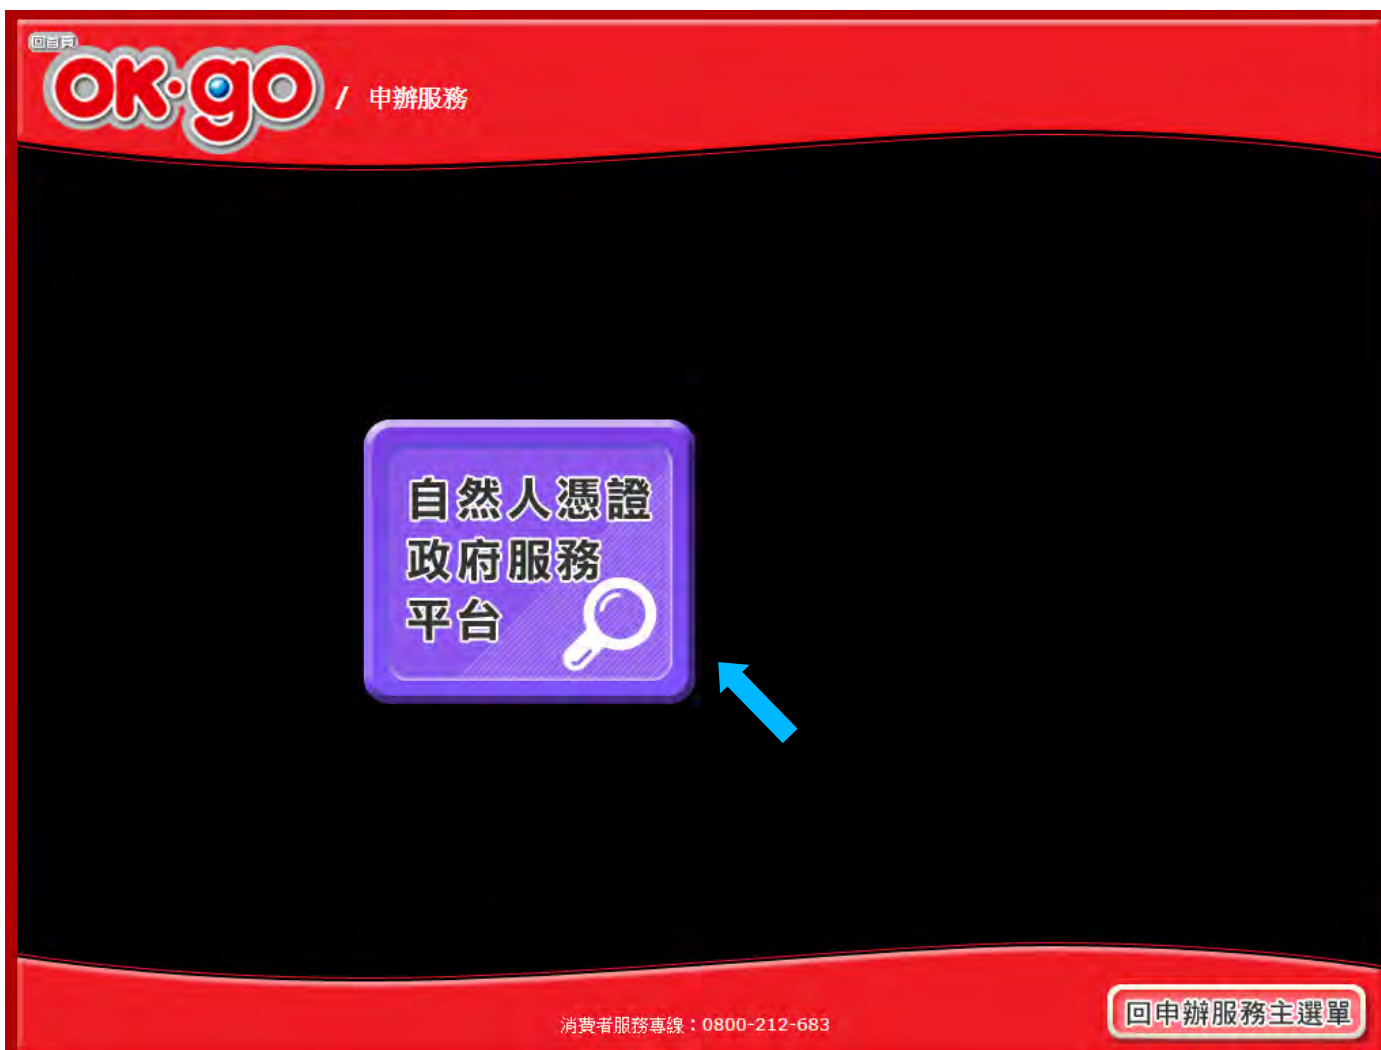 回首頁
OK·go / 申辦服務
自然人憑證
政府服務
平台
消費者服務專線：0800-212-683
回申辦服務主選單